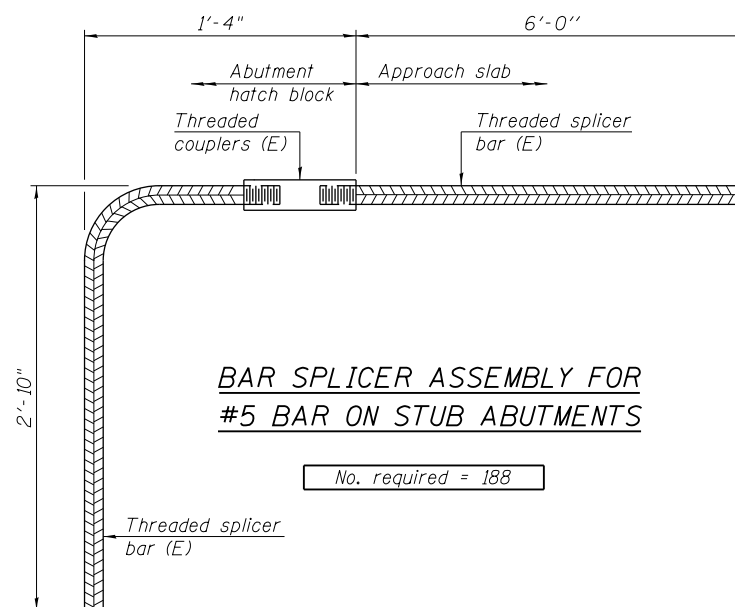 1'-4"
6'-0''
Abutment
hatch block
Approach slab
Threaded
couplers (E)
Threaded splicer
bar (E)
2'-10"
BAR SPLICER ASSEMBLY FOR
#5 BAR ON STUB ABUTMENTS
No. required = 188
Threaded splicer
bar (E)